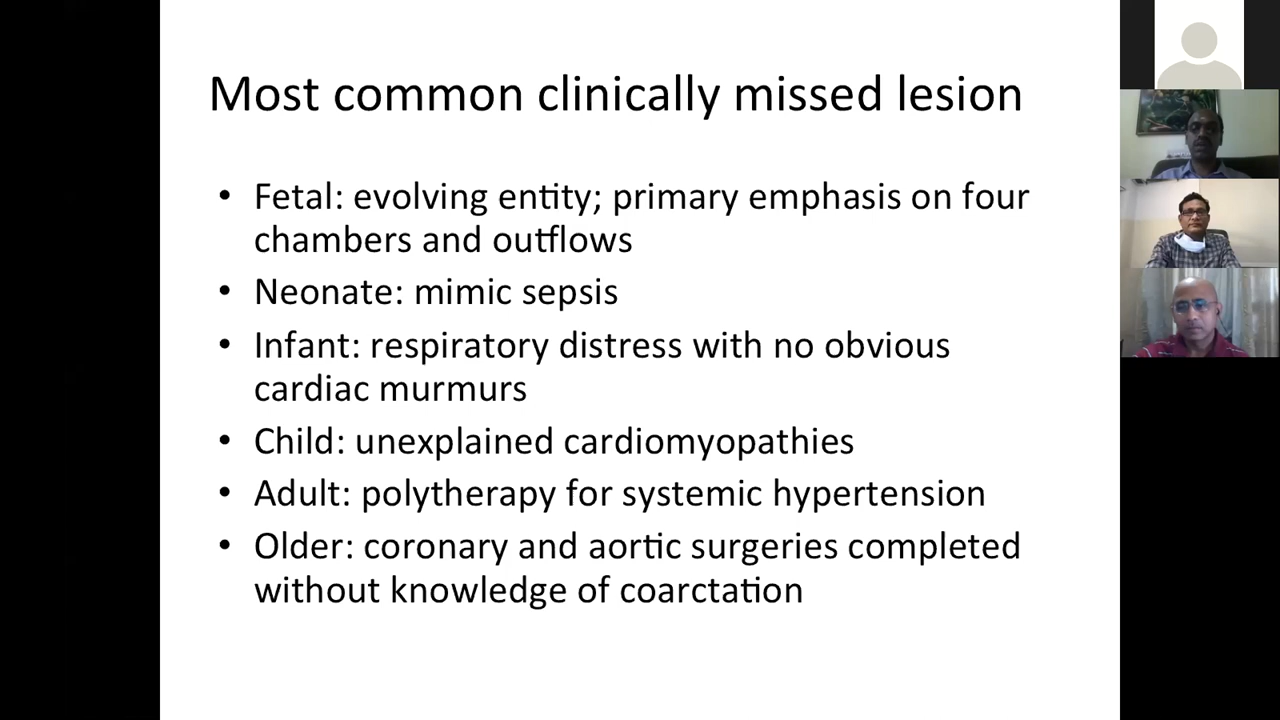 Most common clinically missed lesion
• Fetal: evolving entity; primary emphasis on four
chambers and outflows
• Neonate: mimic sepsis
• Infant: respiratory distress with no obvious
cardiac murmurs
• Child: unexplained cardiomyopathies
• Adult: polytherapy for systemic hypertension
• Older: coronary and aortic surgeries completed
without knowledge of coarctation